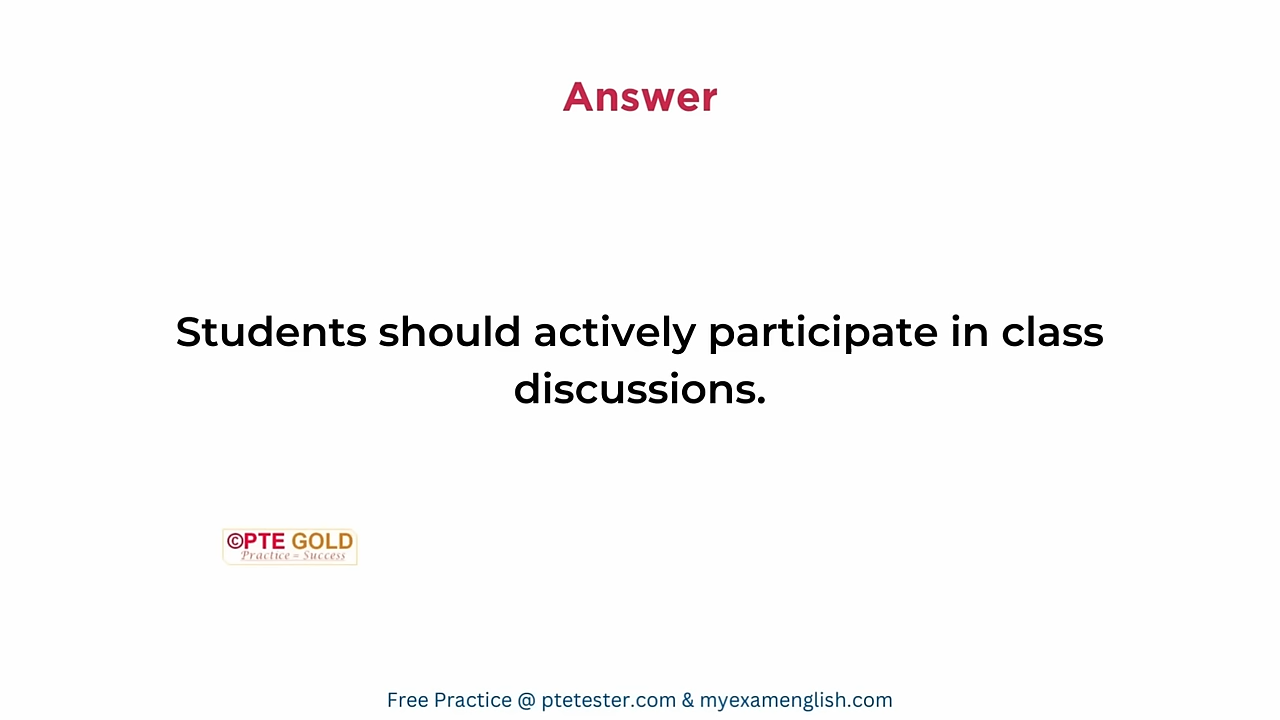 Answer
Students should actively participate in class
discussions.
©PTE GOLD
Practice = Success
Free Practice @ ptetester.com & myexamenglish.com